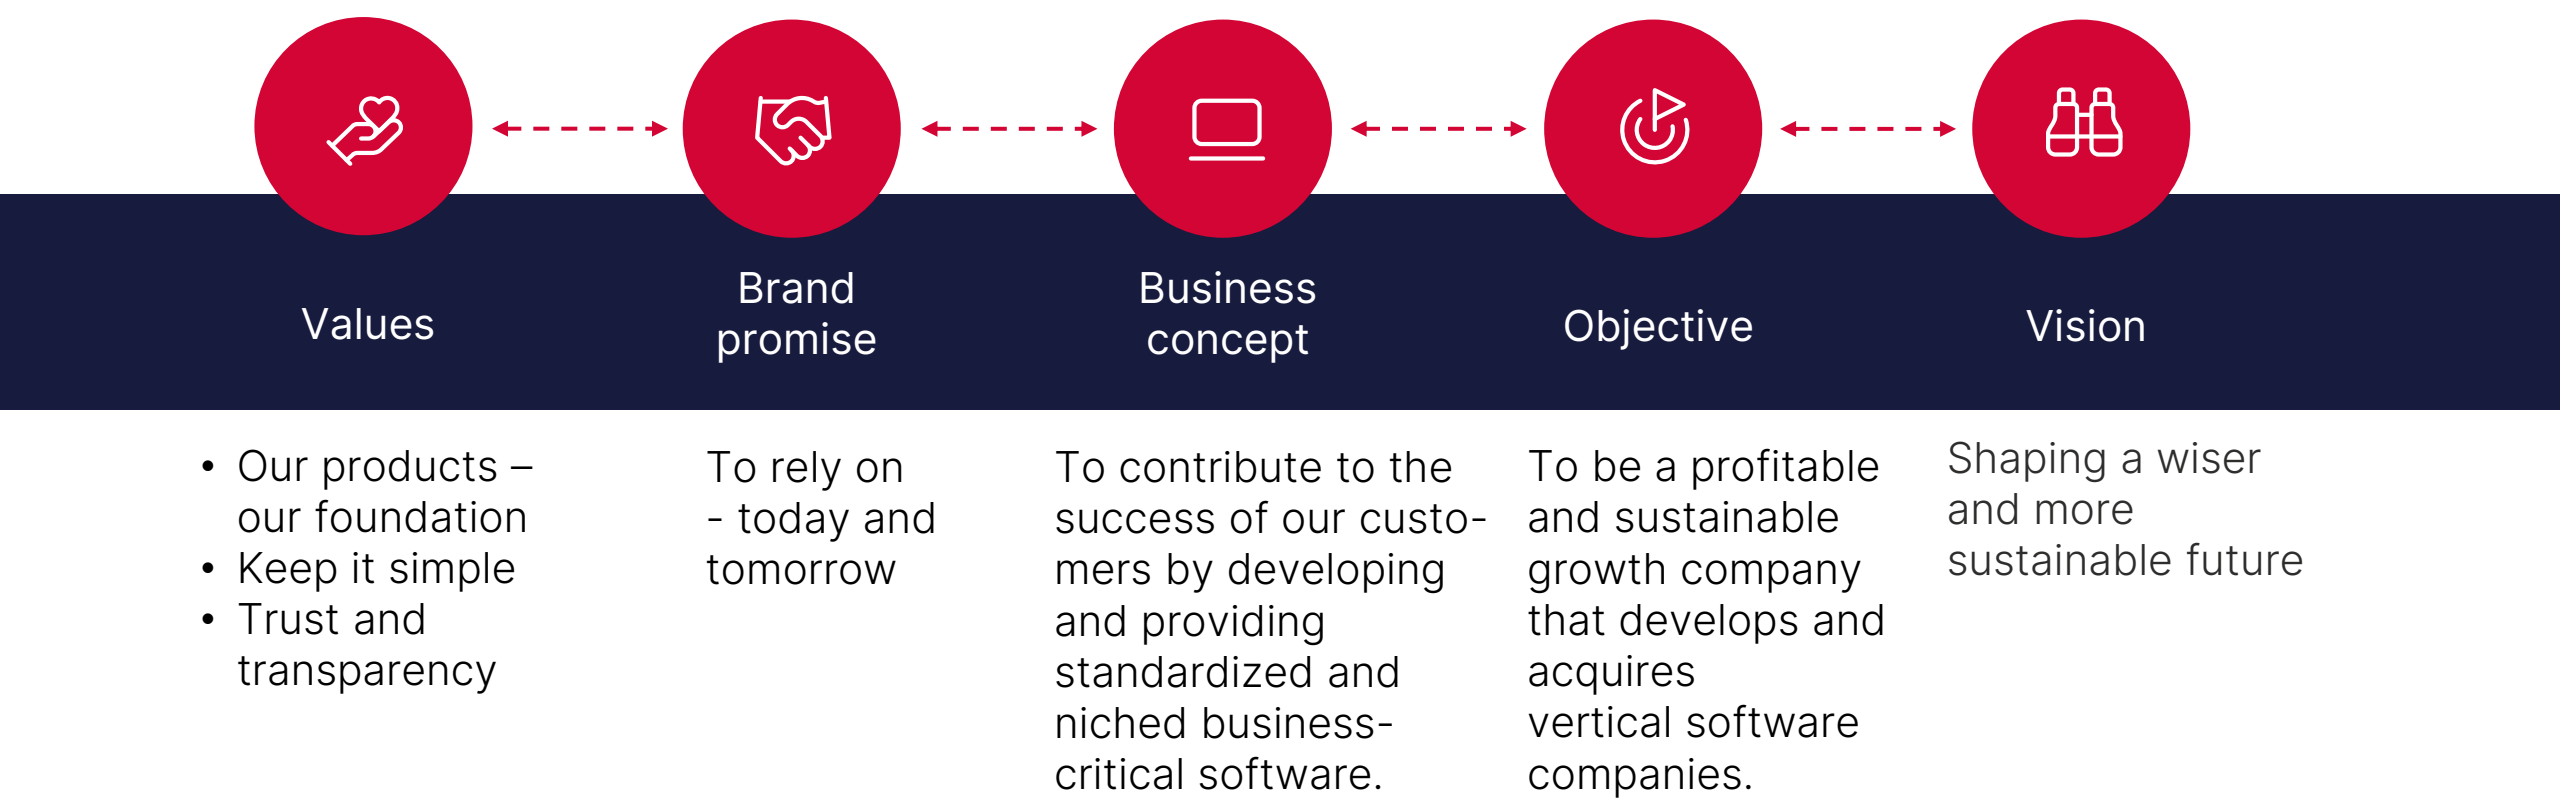 Values
Brand
promise
Business
concept
Objective
Vision
• Our products –
our foundation
• Keep it simple
• Trust and
transparency
To rely on
- today and
tomorrow
To contribute to the
success of our custo-
mers by developing
and providing
standardized and
niched business-
critical software.
To be a profitable
and sustainable
growth company
that develops and
acquires
vertical software
companies.
Shaping a wiser
and more
sustainable future